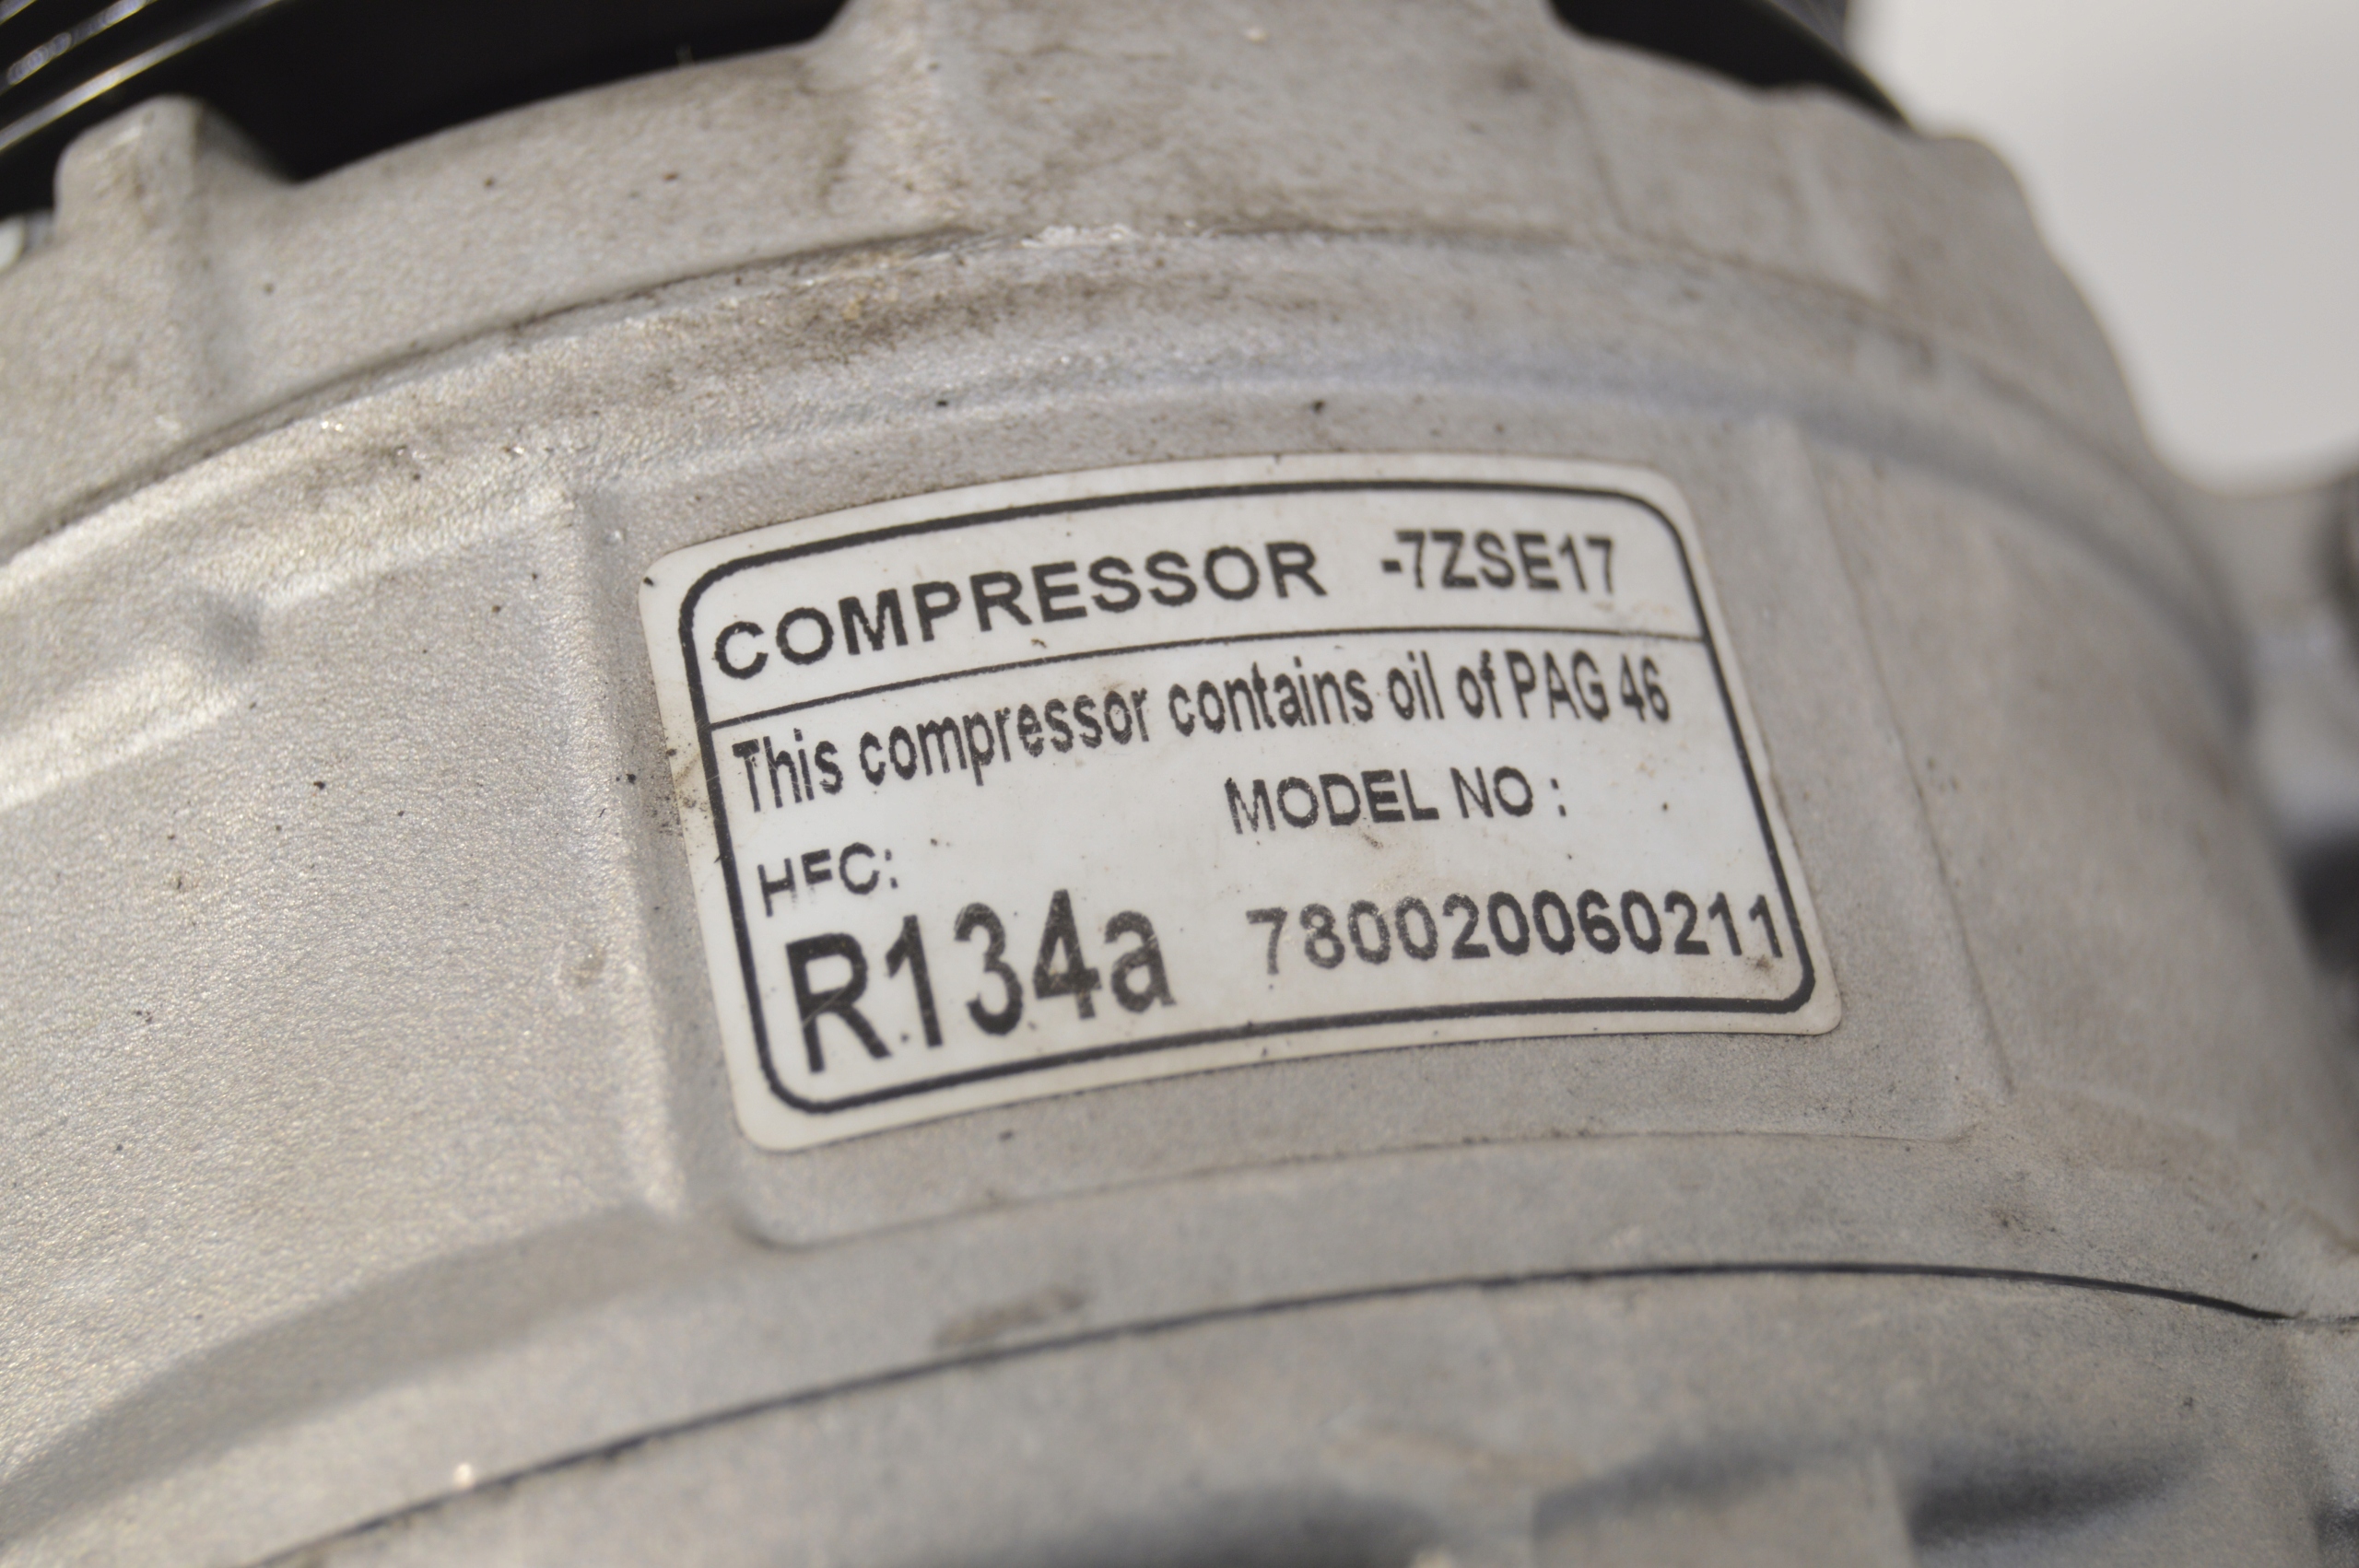 COMPRESSOR -7ZSE17
This compressor contains oil of PAG 46
MODEL NO :
HFC:
R134a 780020060211